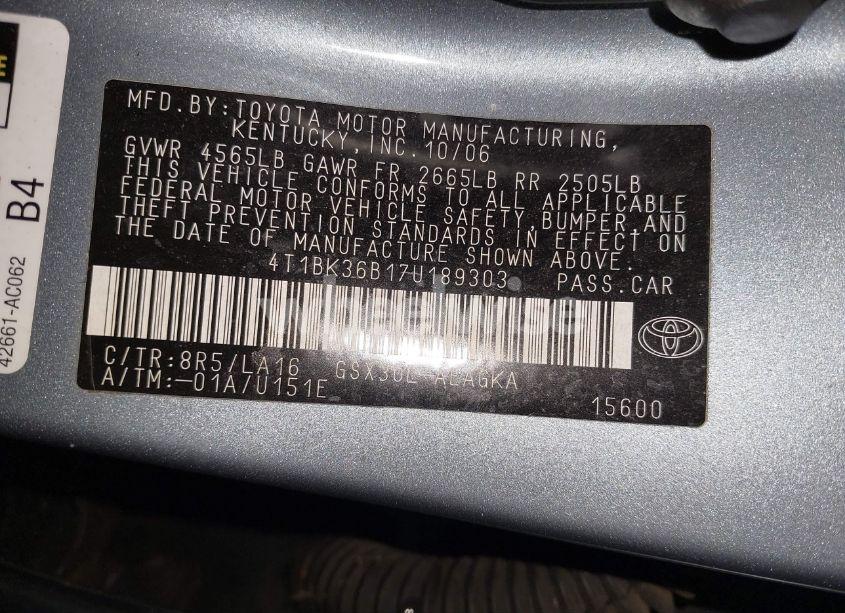 MFD.BY:TOYOTA MOTOR MANUFACTURING,
KENTUCKY, INC. 10/06
GVWR 4565LB GAWR FR 2665LB RR 2505LB
THIS VEHICLE CONFORMS TO ALL APPLICABLE
FEDERAL MOTOR VEHICLE SAFETY, BUMPER, AND
THEFT PREVENTION STANDARDS IN EFFECT ON
THE DATE OF MANUFACTURE SHOWN ABOVE.
4T1BK36B17U189303 PASS.CAR
C/TR:8R5/LA16
A/TM:-01A/U151E
15600
42661-AC062
B4